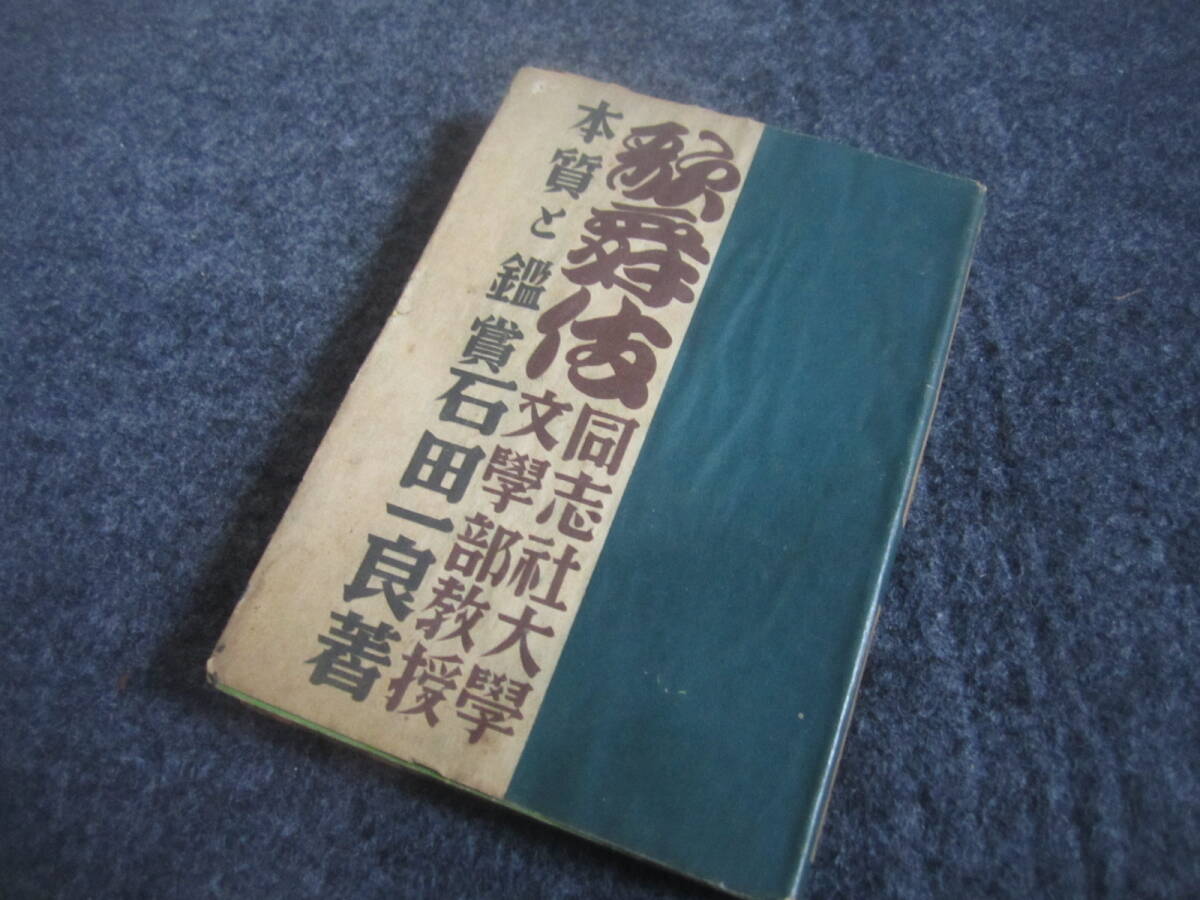 歌舞伎
同志社大學
文學部教授
本質と鑑賞
石田一良著